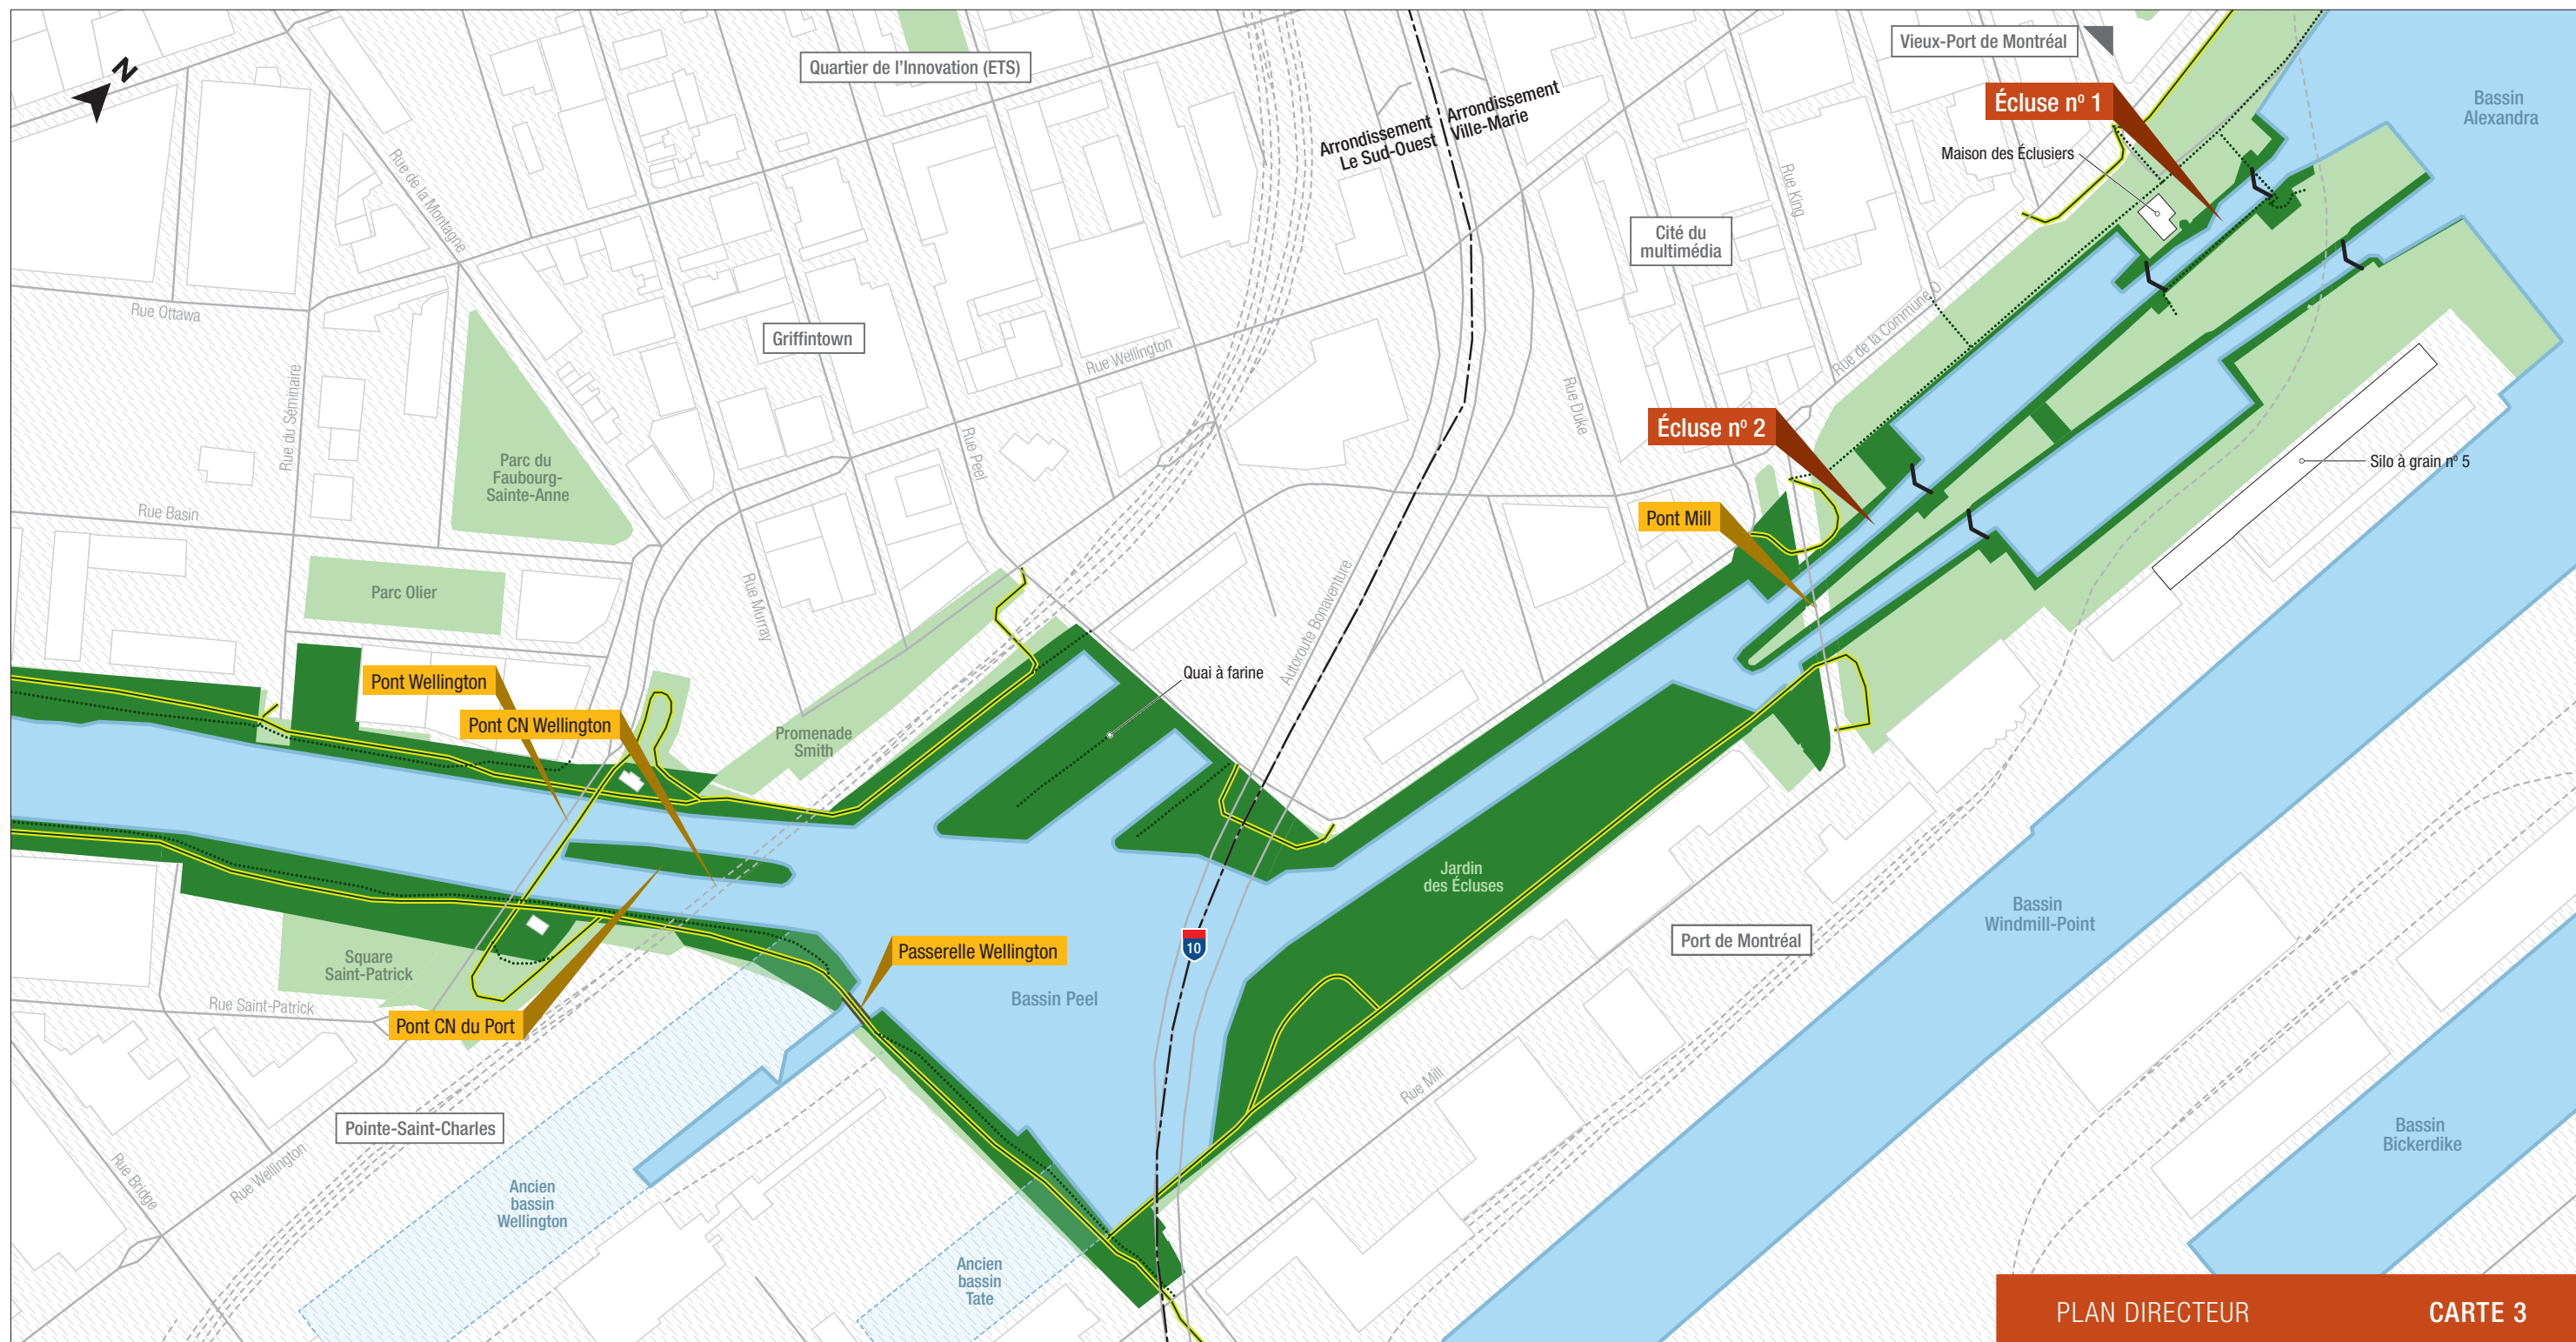 N
Quartier de l'Innovation (ETS)
Vieux-Port de Montréal
Écluse nº 1
Bassin
Alexandra
Arrondissement
Le Sud-Ouest
Arrondissement
Ville-Marie
Maison des Éclusiers
Rue de la Montagne
Rue King
Cité du
multimédia
Rue Ottawa
Griffintown
Rue Wellington
Rue de la Commune O
Rue du Séminaire
Rue Peel
Rue Duke
Écluse nº 2
Silo à grain nº 5
Parc du
Faubourg-
Sainte-Anne
Rue Basin
Pont Mill
Parc Olier
Rue Murray
Autoroute Bonaventure
Quai à farine
Pont Wellington
Pont CN Wellington
Promenade
Smith
Jardin
des Écluses
Bassin
Windmill-Point
Port de Montréal
10
Passerelle Wellington
Square
Saint-Patrick
Bassin Peel
Rue Saint-Patrick
Pont CN du Port
Rue Mill
Pointe-Saint-Charles
Bassin
Bickerdike
Rue Bridge
Rue Wellington
Ancien
bassin
Wellington
Ancien
bassin
Tate
PLAN DIRECTEUR
CARTE 3